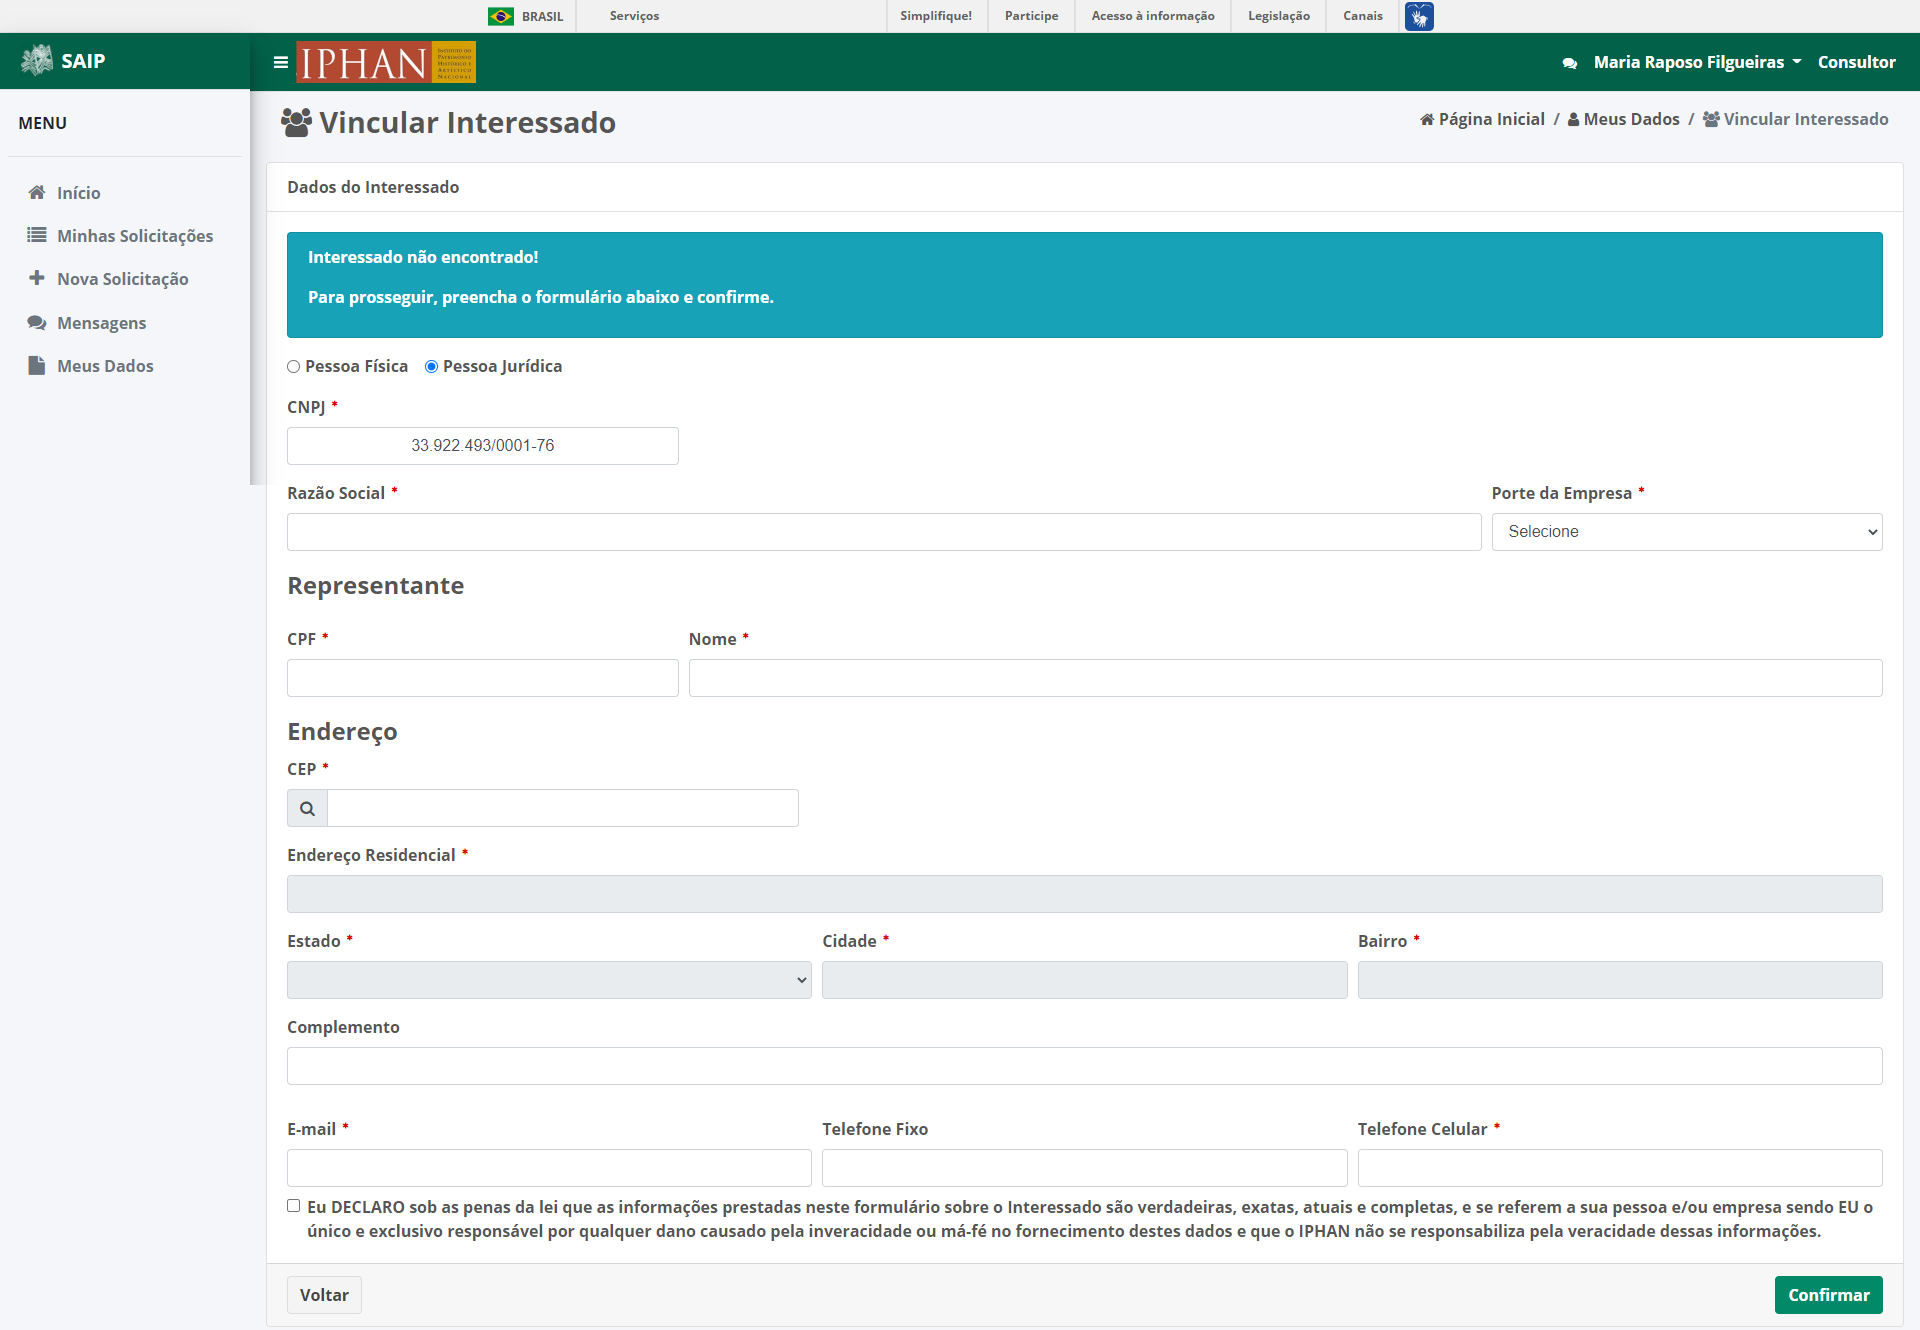 BRASIL
Serviços
Simplifique!
Participe
Acesso à informação
Legislação
Canais
SAIP
IPHAN
INSTITUTO DO
PATRIMÔNIO
HISTÓRICO E
ARTÍSTICO
NACIONAL
Maria Raposo Filgueiras
Consultor
MENU
Início
Minhas Solicitações
Nova Solicitação
Mensagens
Meus Dados
Vincular Interessado
Página Inicial / Meus Dados / Vincular Interessado
Dados do Interessado
Interessado não encontrado!
Para prosseguir, preencha o formulário abaixo e confirme.
Pessoa Física Pessoa Jurídica
CNPJ *
33.922.493/0001-76
Razão Social * Porte da Empresa *
Selecione
Representante
CPF * Nome *
Endereço
CEP *
Endereço Residencial *
Estado * Cidade * Bairro *
Complemento
E-mail * Telefone Fixo Telefone Celular *
Eu DECLARO sob as penas da lei que as informações prestadas neste formulário sobre o Interessado são verdadeiras, exatas, atuais e completas, e se referem a sua pessoa e/ou empresa sendo EU o
único e exclusivo responsável por qualquer dano causado pela inveracidade ou má-fé no fornecimento destes dados e que o IPHAN não se responsabiliza pela veracidade dessas informações.
Voltar
Confirmar